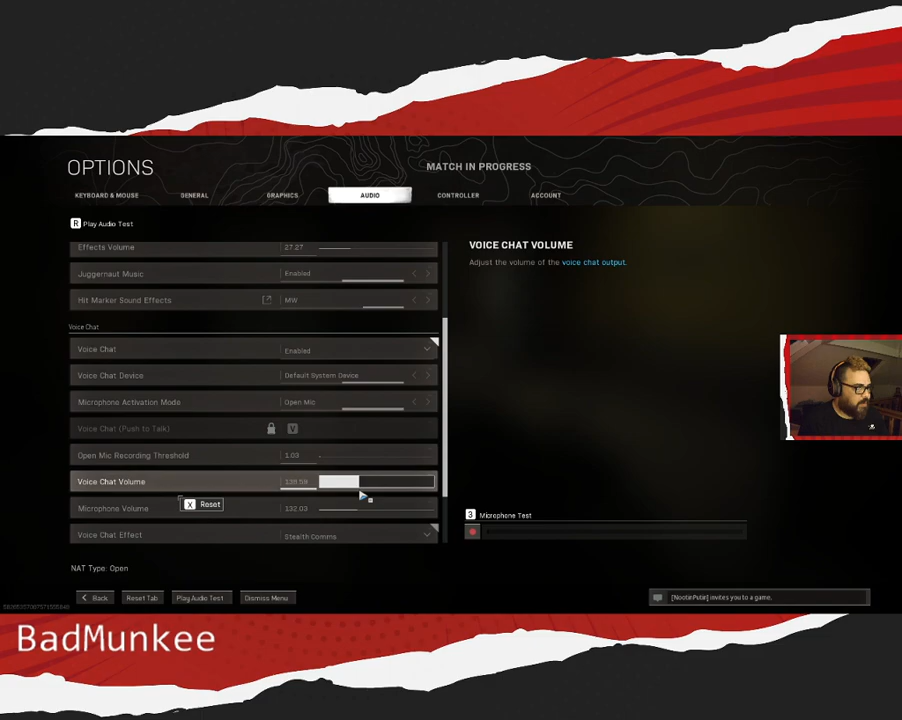 OPTIONS
MATCH IN PROGRESS
KEYBOARD & MOUSE
GENERAL
GRAPHICS
AUDIO
CONTROLLER
ACCOUNT
R Play Audio Test
Effects Volume 27.27
Juggernaut Music Enabled
Hit Marker Sound Effects MW
Voice Chat
Voice Chat Enabled
Voice Chat Device Default System Device
Microphone Activation Mode Open Mic
Voice Chat (Push to Talk) V
Open Mic Recording Threshold 1.03
Voice Chat Volume 139.59
X Reset
Microphone Volume 132.03
Voice Chat Effect Stealth Comms
VOICE CHAT VOLUME
Adjust the volume of the voice chat output.
3 Microphone Test
NAT Type: Open
Back
Reset Tab
Play Audio Test
Dismiss Menu
[NootinPutin] invites you to a game.
BadMunkee